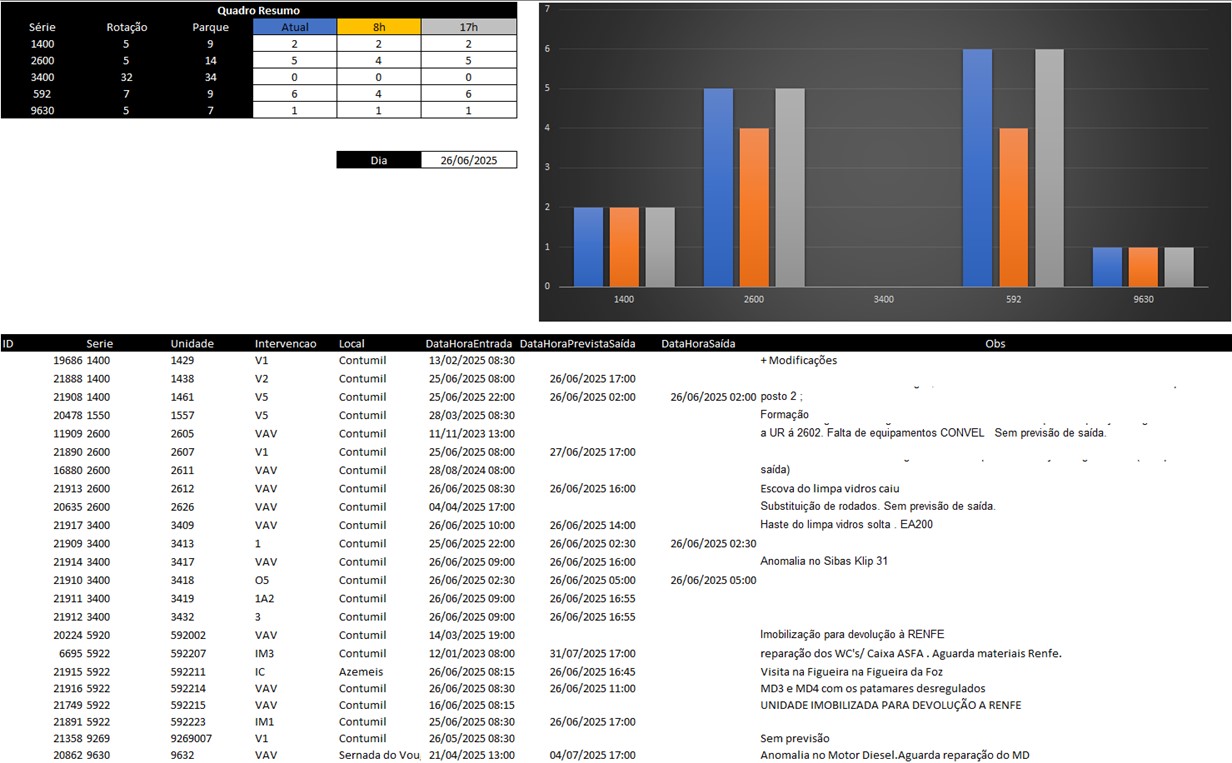 Quadro Resumo
Série Rotação Parque Atual 8h 17h
1400 5 9 2 2 2
2600 5 14 5 4 5
3400 32 34 0 0 0
592 7 9 6 4 6
9630 5 7 1 1 1
Dia 26/06/2025
7
6
5
4
3
2
1
0
1400 2600 3400 592 9630
ID Serie Unidade Intervencao Local DataHoraEntrada DataHoraPrevistaSaída DataHoraSaída Obs
19686 1400 1429 V1 Contumil 13/02/2025 08:30 + Modificações
21888 1400 1438 V2 Contumil 25/06/2025 08:00 26/06/2025 17:00
21908 1400 1461 V5 Contumil 25/06/2025 22:00 26/06/2025 02:00 26/06/2025 02:00 posto 2 ;
20478 1550 1557 V5 Contumil 28/03/2025 08:30 Formação
11909 2600 2605 VAV Contumil 11/11/2023 13:00 a UR á 2602. Falta de equipamentos CONVEL Sem previsão de saída.
21890 2600 2607 V1 Contumil 25/06/2025 08:00 27/06/2025 17:00
16880 2600 2611 VAV Contumil 28/08/2024 08:00 saída)
21913 2600 2612 VAV Contumil 26/06/2025 08:30 26/06/2025 16:00 Escova do limpa vidros caiu
20635 2600 2626 VAV Contumil 04/04/2025 17:00 Substituição de rodados. Sem previsão de saída.
21917 3400 3409 VAV Contumil 26/06/2025 10:00 26/06/2025 14:00 Haste do limpa vidros solta . EA200
21909 3400 3413 1 Contumil 25/06/2025 22:00 26/06/2025 02:30 26/06/2025 02:30
21914 3400 3417 VAV Contumil 26/06/2025 09:00 26/06/2025 16:00 Anomalia no Sibas Klip 31
21910 3400 3418 O5 Contumil 26/06/2025 02:30 26/06/2025 05:00 26/06/2025 05:00
21911 3400 3419 1A2 Contumil 26/06/2025 09:00 26/06/2025 16:55
21912 3400 3432 3 Contumil 26/06/2025 09:00 26/06/2025 16:55
20224 5920 592002 VAV Contumil 14/03/2025 19:00 Imobilização para devolução à RENFE
6695 5922 592207 IM3 Contumil 12/01/2023 08:00 31/07/2025 17:00 reparação dos WC's/ Caixa ASFA . Aguarda materiais Renfe.
21915 5922 592211 IC Azemeis 26/06/2025 08:15 26/06/2025 16:45 Visita na Figueira na Figueira da Foz
21916 5922 592214 VAV Contumil 26/06/2025 08:30 26/06/2025 11:00 MD3 e MD4 com os patamares desregulados
21749 5922 592215 VAV Contumil 16/06/2025 08:15 UNIDADE IMOBILIZADA PARA DEVOLUÇÃO A RENFE
21891 5922 592223 IM1 Contumil 25/06/2025 08:30 26/06/2025 17:00
21358 9269 9269007 V1 Contumil 26/05/2025 08:30 Sem previsão
20862 9630 9632 VAV Sernada do Vou 21/04/2025 13:00 04/07/2025 17:00 Anomalia no Motor Diesel.Aguarda reparação do MD